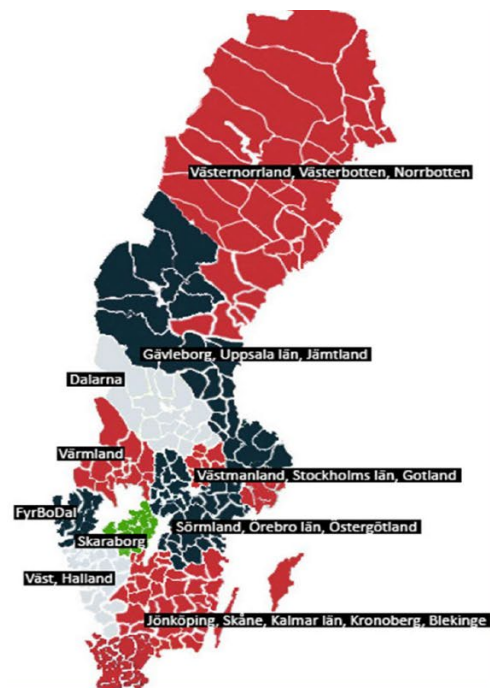 Västernorrland, Västerbotten, Norrbotten
Gävleborg, Uppsala län, Jämtland
Dalarna
Värmland
Västmanland, Stockholms län, Gotland
FyrBoDal
Sörmland, Örebro län, Östergötland
Skaraborg
Väst, Halland
Jönköping, Skåne, Kalmar län, Kronoberg, Blekinge